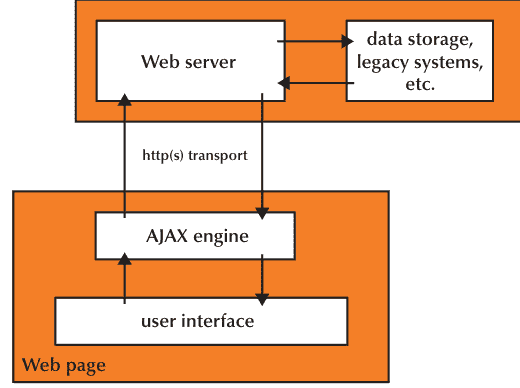 Web server
data storage,
legacy systems,
etc.
http(s) transport
AJAX engine
user interface
Web page